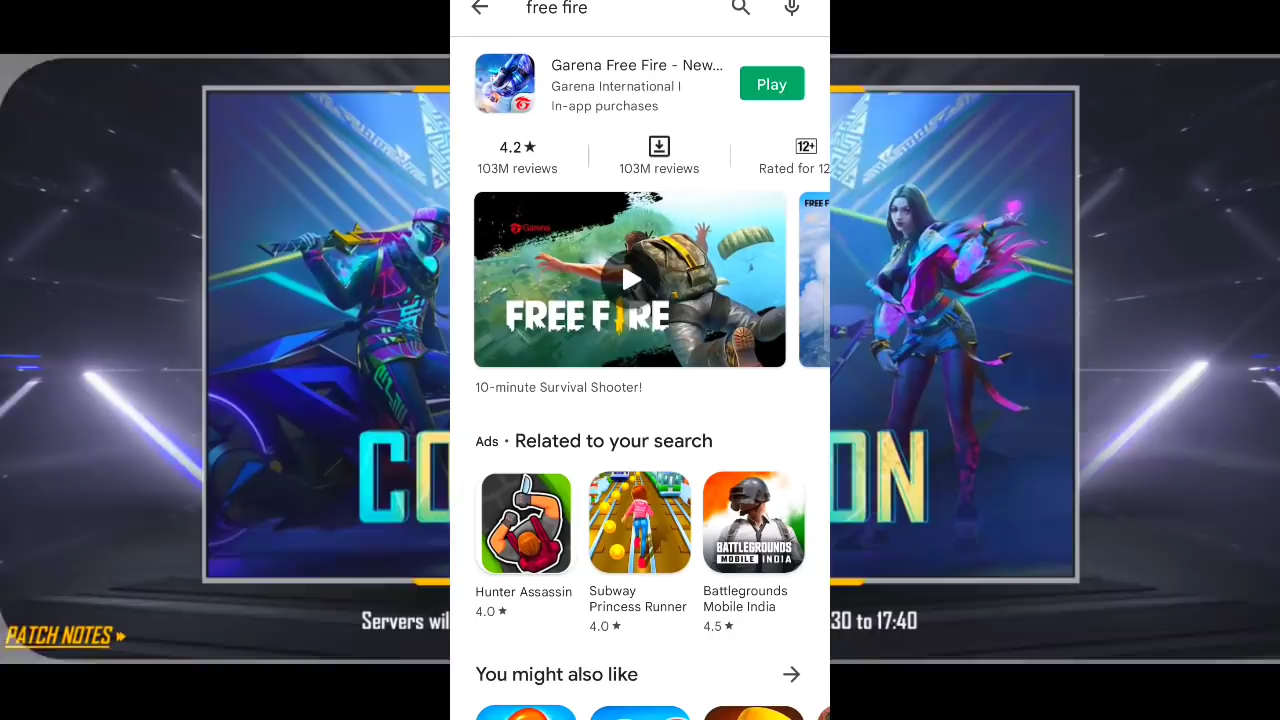 free fire
Garena Free Fire - New...
Garena International I
In-app purchases
Play
4.2★
103M reviews
103M reviews
12+
Rated for 12
Garena
FREE FIRE
FREE F
10-minute Survival Shooter!
Ads • Related to your search
Hunter Assassin
4.0 ★
Subway
Princess Runner
4.0 ★
BATTLEGROUNDS
MOBILE INDIA
Battlegrounds
Mobile India
4.5 ★
You might also like
CO
ON
Servers wil
30 to 17:40
PATCH NOTES